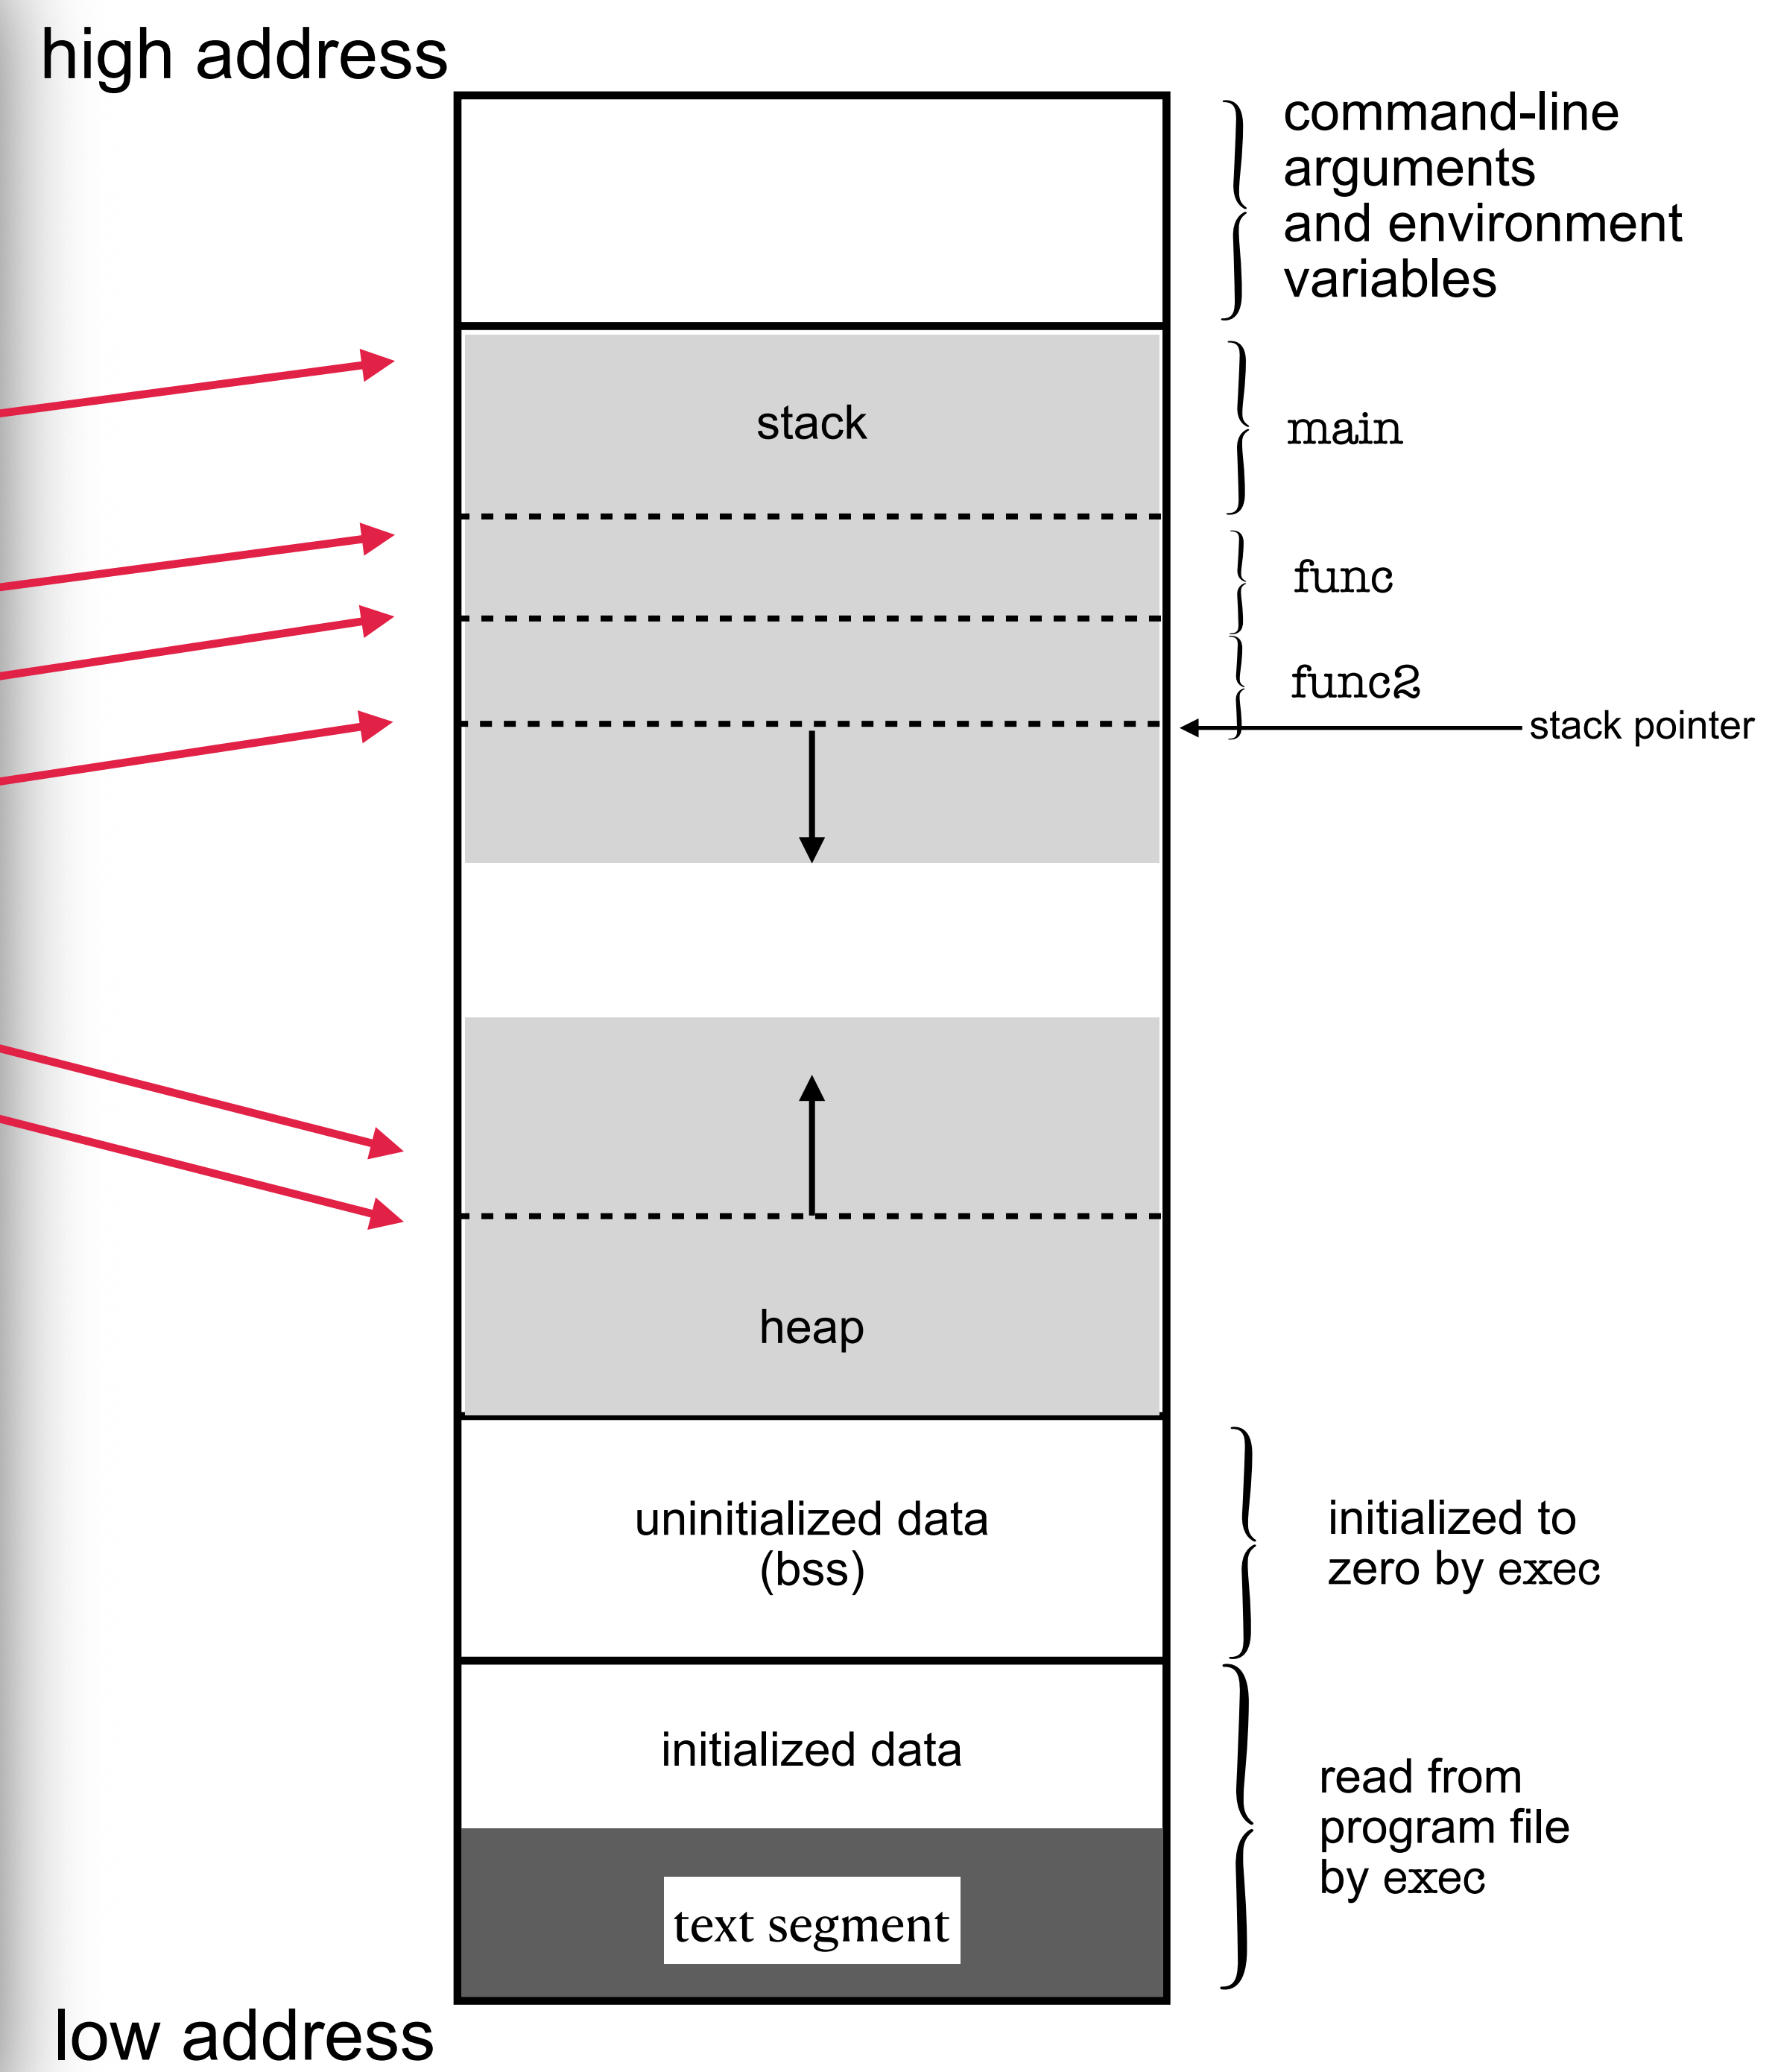 high address
command-line
arguments
and environment
variables
stack
main
func
func2
stack pointer
heap
uninitialized data
(bss)
initialized to
zero by exec
initialized data
read from
program file
by exec
text segment
low address